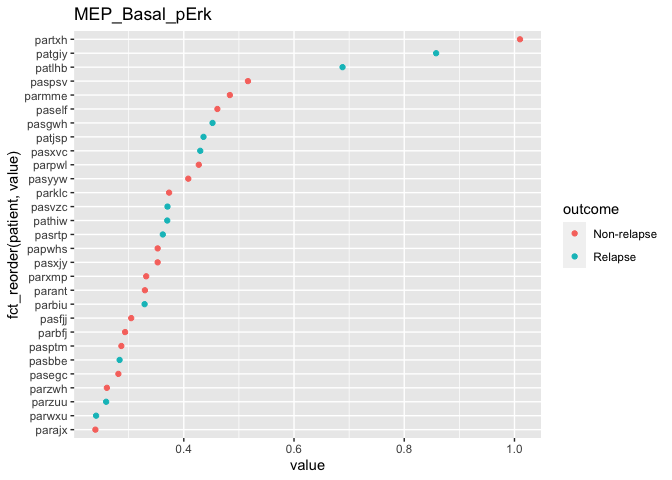 MEP_Basal_pErk
fct_reorder(patient, value)
partxh
patgiy
patlhb
paspsv
parmme
paself
pasgwh
patjsp
pasxvc
parpwl
pasyyw
parklc
pasvzc
pathiw
pasrtp
papwhs
pasxjy
parxmp
parant
parbiu
pasfjj
parbfj
pasptm
pasbbe
pasegc
parzwh
parzuu
parwxu
parajx
0.4 0.6 0.8 1.0
value
outcome
Non-relapse
Relapse